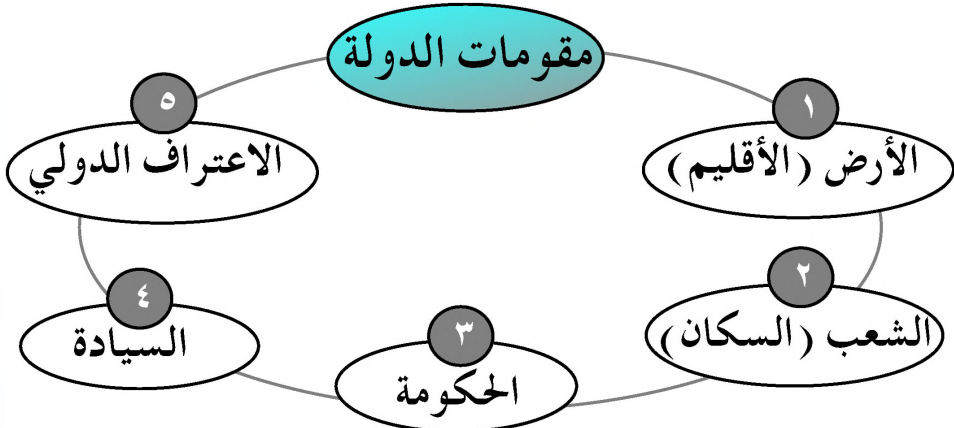 مقومات الدولة
١
الأرض (الأقليم)
٢
الشعب (السكان)
٣
الحكومة
٤
السيادة
٥
الاعتراف الدولي